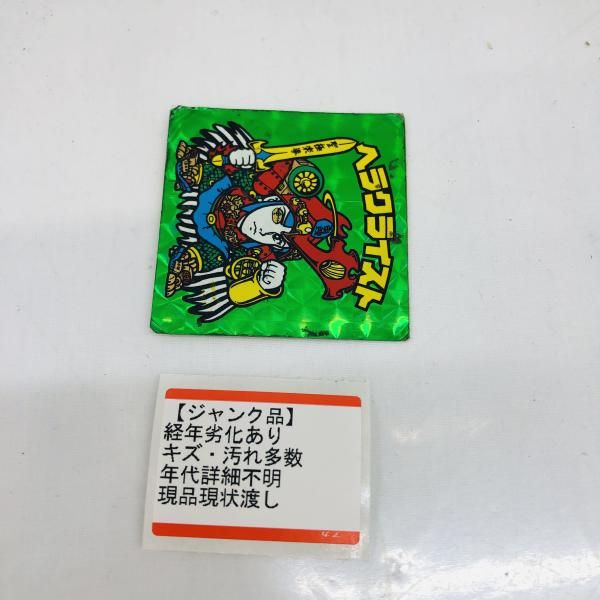 ヘラクライスト
【ジャンク品】
経年劣化あり
キズ・汚れ多数
年代詳細不明
現品現状渡し